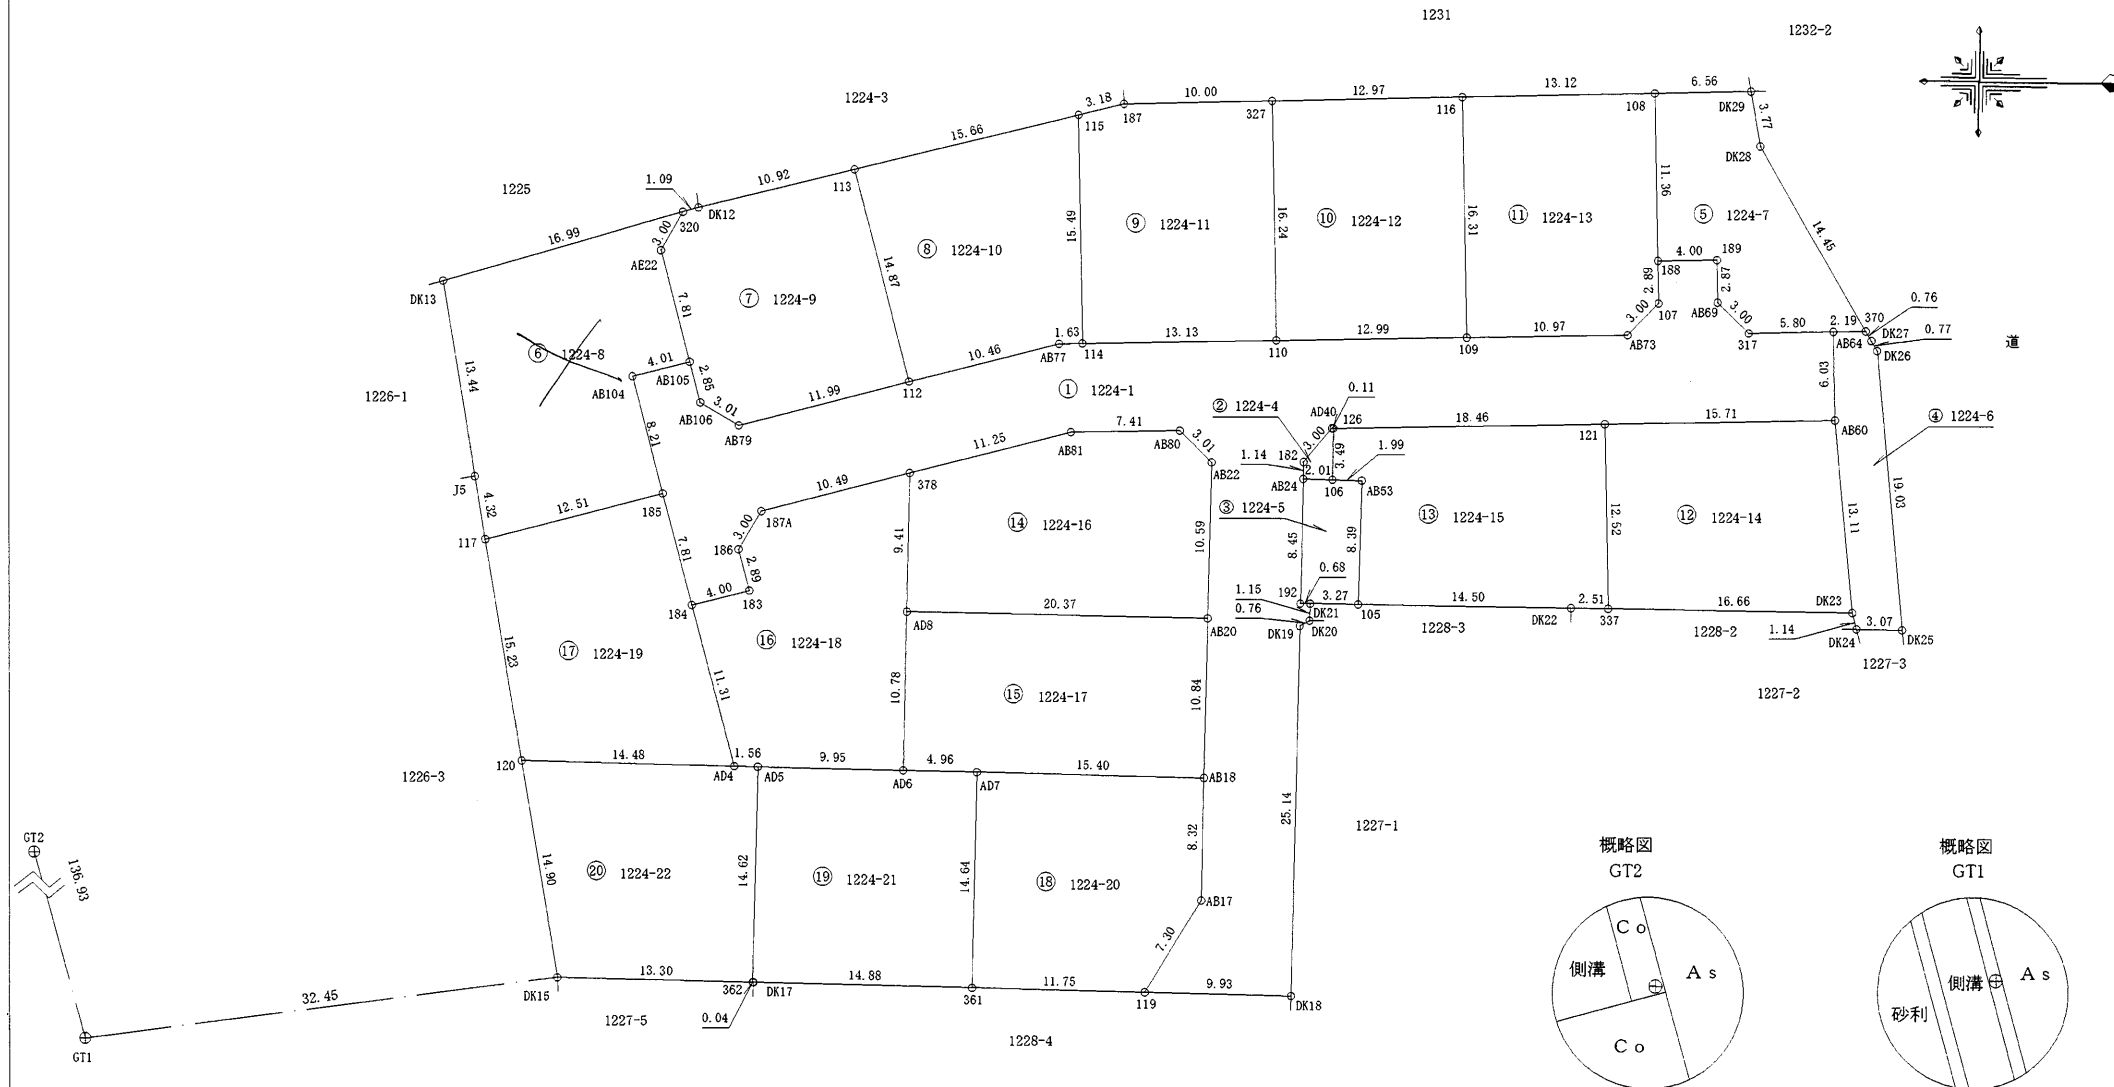 1231
1232-2
1224-3
1225
1226-1
1226-3
道
3.18
10.00
12.97
13.12
6.56
115
187
327
116
108
DK29
3.77
DK28
15.66
10.92
1.09
113
DK12
320
16.99
3.00
AE22
DK13
7.81
14.87
15.49
16.24
16.31
11.36
14.45
⑧ 1224-10
⑨ 1224-11
⑩ 1224-12
⑪ 1224-13
⑤ 1224-7
⑦ 1224-9
⑥ 1224-8
4.00
189
188
2.89
2.87
107
AB69
3.00
3.00
5.80
2.19
370
0.76
DK27
0.77
317
AB64
DK26
1.63
13.13
12.99
10.97
AB77
114
110
109
AB73
10.46
112
11.99
13.44
4.01
AB105
AB104
2.85
AB106
3.01
AB79
8.21
① 1224-1
6.03
0.11
② 1224-4
AD40
126
18.46
121
15.71
AB60
④ 1224-6
7.41
AB81
AB80
3.01
AB22
11.25
3.00
182
3.49
1.99
1.14
2.01
AB24
106
AB53
J5
4.32
12.51
185
117
10.49
378
187A
3.00
186
2.89
183
7.81
4.00
184
9.41
⑭ 1224-16
10.59
③ 1224-5
8.45
8.39
⑬ 1224-15
12.52
⑫ 1224-14
13.11
19.03
0.68
1.15
192
3.27
0.76
DK21
105
14.50
2.51
16.66
DK23
DK22
337
1228-3
1228-2
1.14
DK24
3.07
DK25
1227-3
1227-2
20.37
AD8
AB20
DK19
DK20
15.23
⑰ 1224-19
⑯ 1224-18
11.31
10.78
⑮ 1224-17
10.84
120
14.48
1.56
9.95
4.96
15.40
AD4
AD5
AD6
AD7
AB18
25.14
1227-1
8.32
14.90
⑳ 1224-22
14.62
⑲ 1224-21
14.64
⑱ 1224-20
AB17
7.30
GT2
136.93
GT1
32.45
DK15
13.30
362
DK17
14.88
361
11.75
119
9.93
DK18
0.04
1227-5
1228-4
概略図
GT2
Co
側溝
As
Co
概略図
GT1
側溝
As
砂利